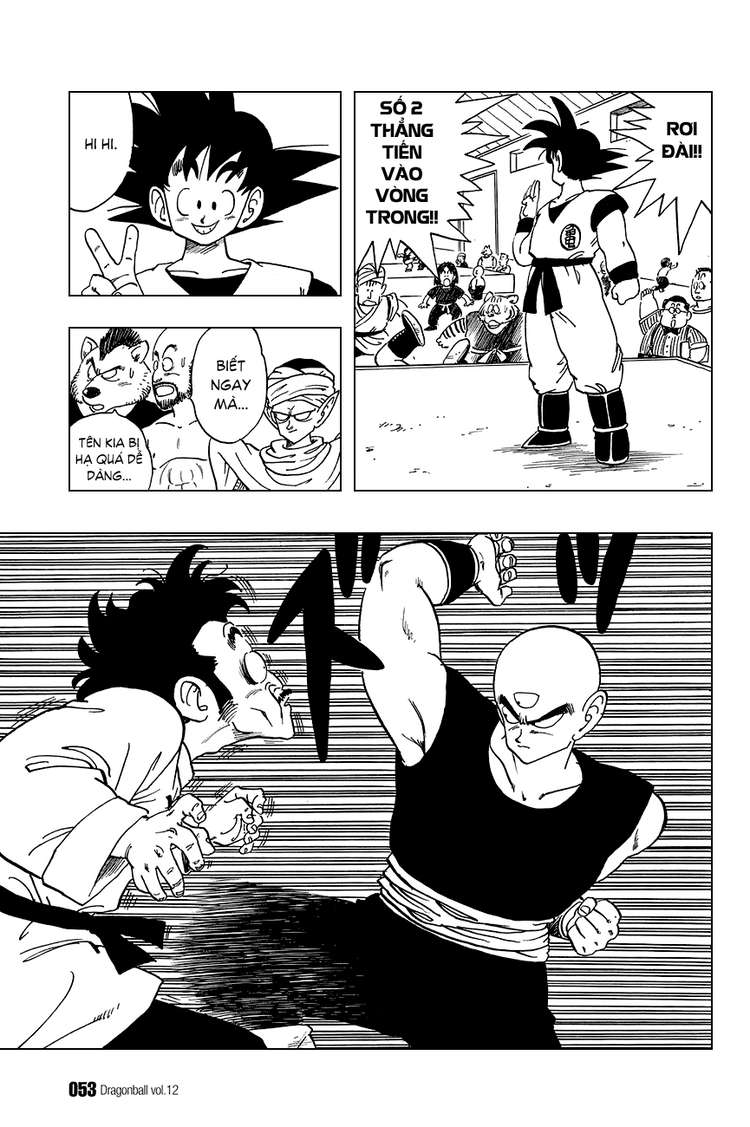 RƠI
ĐÀI!!
SỐ 2
THẲNG
TIẾN
VÀO
VÒNG
TRONG!!
亀
HI HI.
BIẾT
NGAY
MÀ...
TÊN KIA BỊ
HẠ QUÁ DỄ
DÀNG...
053 Dragonball vol.12